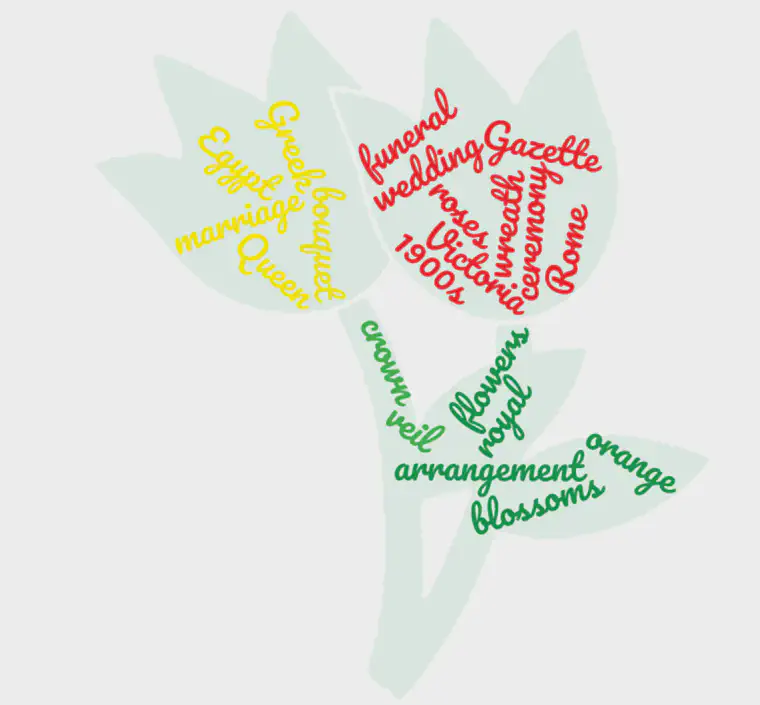 Greek
Egypt
bouquet
marriage
Queen
funeral
wedding
Gazette
roses
wreath
ceremony
Victoria
Rome
1900s
crown
veil
flowers
royal
arrangement
orange
blossoms